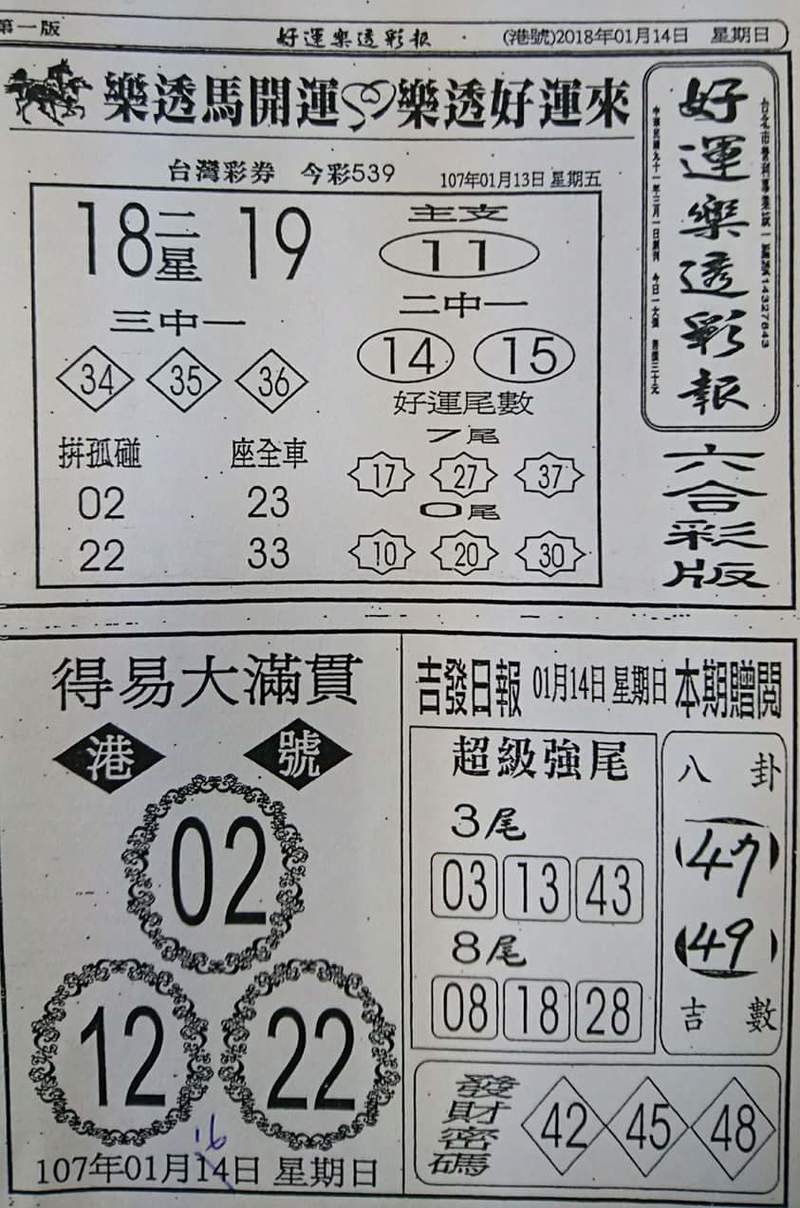 第一版 好運樂透彩報 (港號)2018年01月14日 星期日
樂透馬開運 樂透好運來
台灣彩券 今彩539 107年01月13日 星期五
18 二星 19
三中一
34 35 36
拼孤碰 座全車
02 23
22 33
主支
11
二中一
14 15
好運尾數
7尾
17 27 37
0尾
10 20 30
好運樂透彩報
六合彩版
得易大滿貫
港 號
02
12 22
16
107年01月14日 星期日
吉發日報 01月14日 星期日 本期贈閱
超級強尾
3尾
03 13 43
8尾
08 18 28
八卦
47
49
吉數
發財密碼
42 45 48